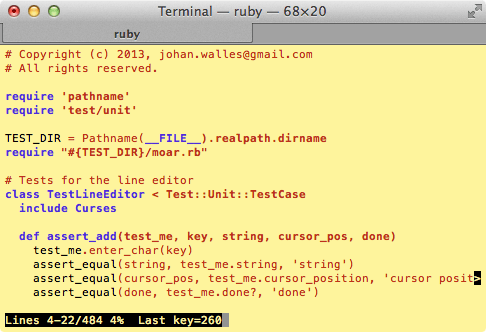 Terminal — ruby — 68×20
ruby
# Copyright (c) 2013, johan.walles@gmail.com
# All rights reserved.
require 'pathname'
require 'test/unit'
TEST_DIR = Pathname(__FILE__).realpath.dirname
require "#{TEST_DIR}/moar.rb"
# Tests for the line editor
class TestLineEditor < Test::Unit::TestCase
  include Curses
  def assert_add(test_me, key, string, cursor_pos, done)
    test_me.enter_char(key)
    assert_equal(string, test_me.string, 'string')
    assert_equal(cursor_pos, test_me.cursor_position, 'cursor posit>
    assert_equal(done, test_me.done?, 'done')
Lines 4-22/484 4%  Last key=260